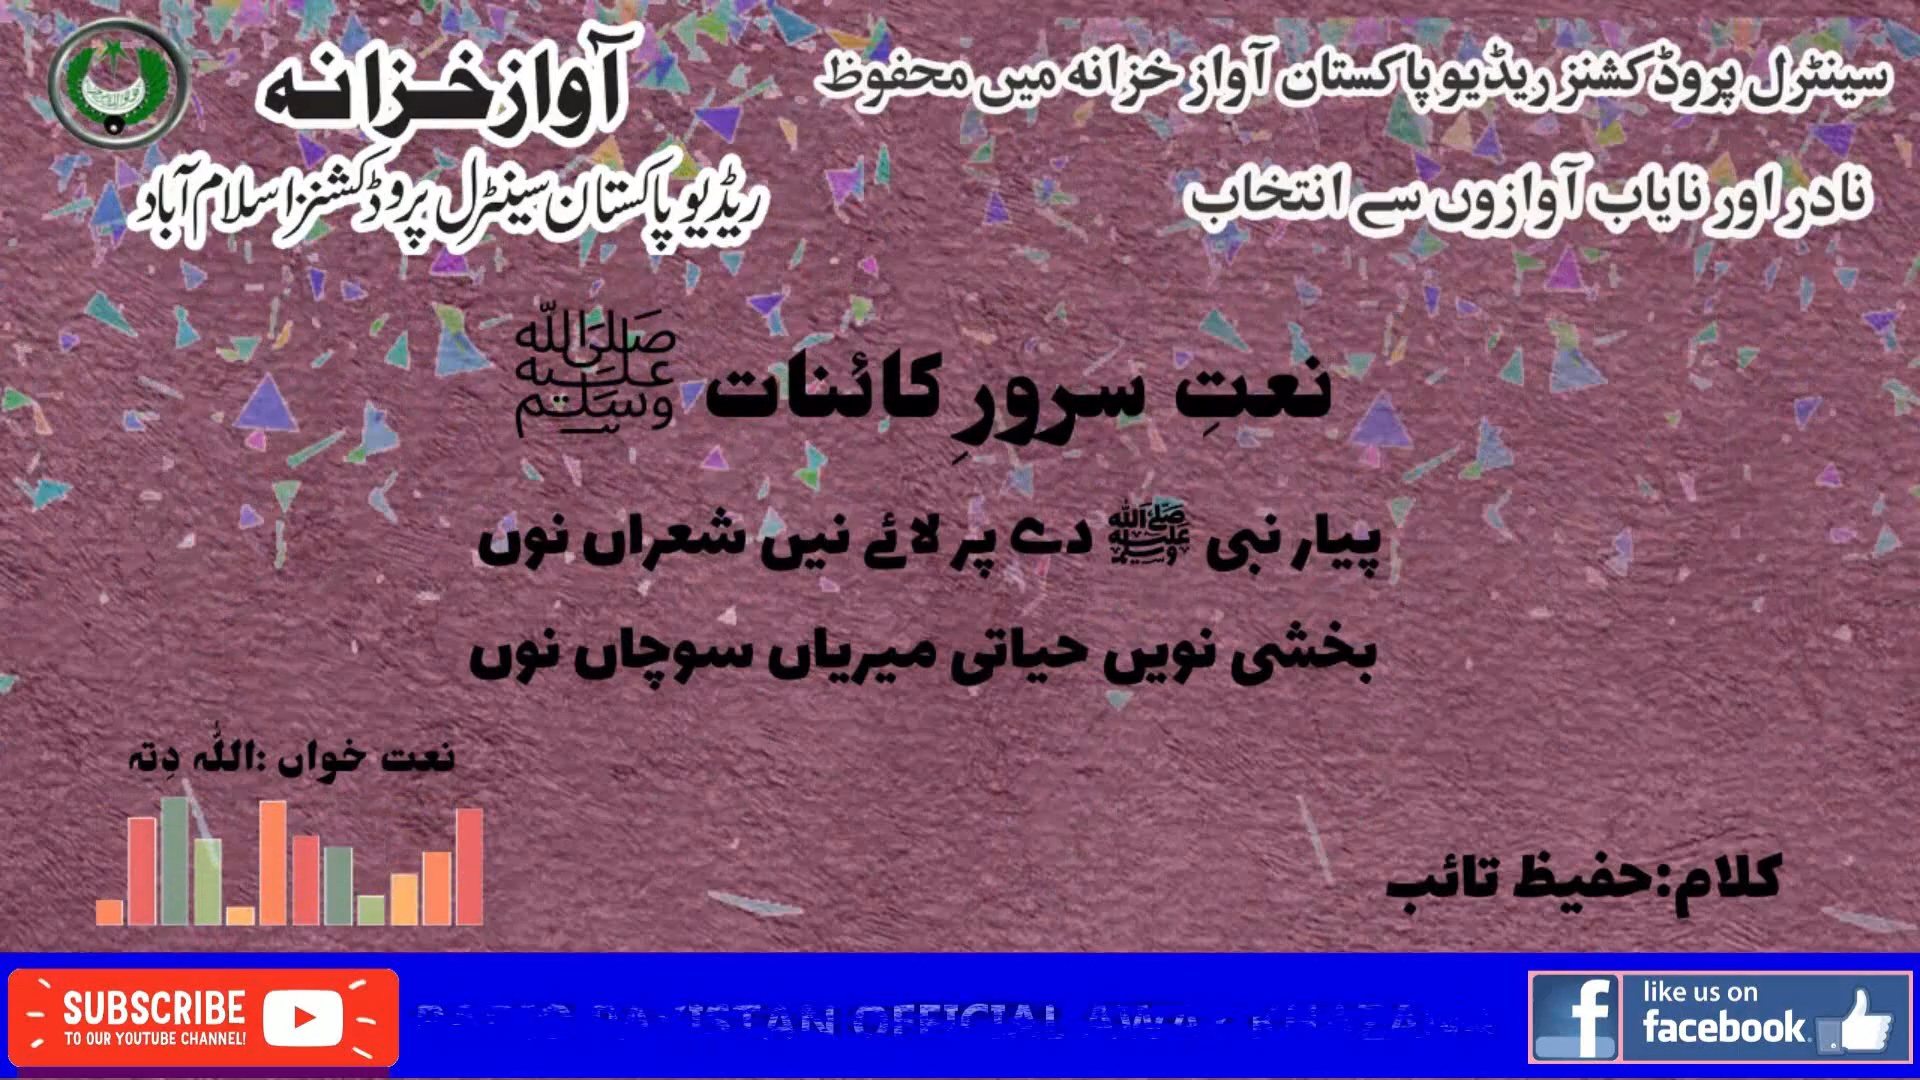 سینٹرل پروڈکشنز ریڈیو پاکستان آواز خزانہ میں محفوظ
نادر اور نایاب آوازوں سے انتخاب
آواز خزانہ
ریڈیو پاکستان سینٹرل پروڈکشنز اسلام آباد
نعتِ سرورِ کائنات ﷺ
پیار نبی ﷺ دے پر لائے نیں شعراں نوں
بخشی نویں حیاتی میریاں سوچاں نوں
نعت خواں :اللہ دِتہ
کلام:حفیظ تائب
SUBSCRIBE
TO OUR YOUTUBE CHANNEL!
PAKISTAN OFFICIAL
like us on
facebook